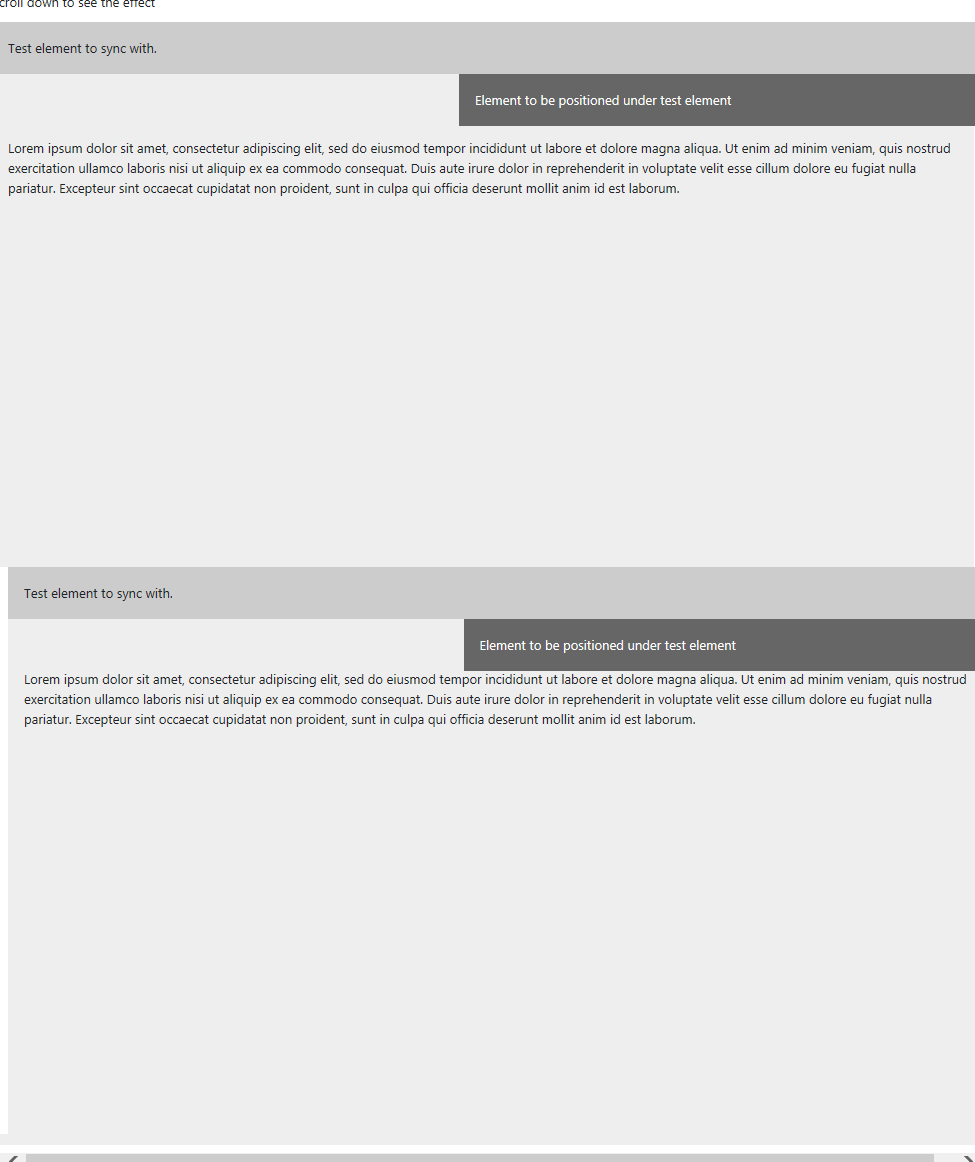 croll down to see the effect
Test element to sync with.
Element to be positioned under test element
Lorem ipsum dolor sit amet, consectetur adipiscing elit, sed do eiusmod tempor incididunt ut labore et dolore magna aliqua. Ut enim ad minim veniam, quis nostrud
exercitation ullamco laboris nisi ut aliquip ex ea commodo consequat. Duis aute irure dolor in reprehenderit in voluptate velit esse cillum dolore eu fugiat nulla
pariatur. Excepteur sint occaecat cupidatat non proident, sunt in culpa qui officia deserunt mollit anim id est laborum.
Test element to sync with.
Element to be positioned under test element
Lorem ipsum dolor sit amet, consectetur adipiscing elit, sed do eiusmod tempor incididunt ut labore et dolore magna aliqua. Ut enim ad minim veniam, quis nostrud
exercitation ullamco laboris nisi ut aliquip ex ea commodo consequat. Duis aute irure dolor in reprehenderit in voluptate velit esse cillum dolore eu fugiat nulla
pariatur. Excepteur sint occaecat cupidatat non proident, sunt in culpa qui officia deserunt mollit anim id est laborum.